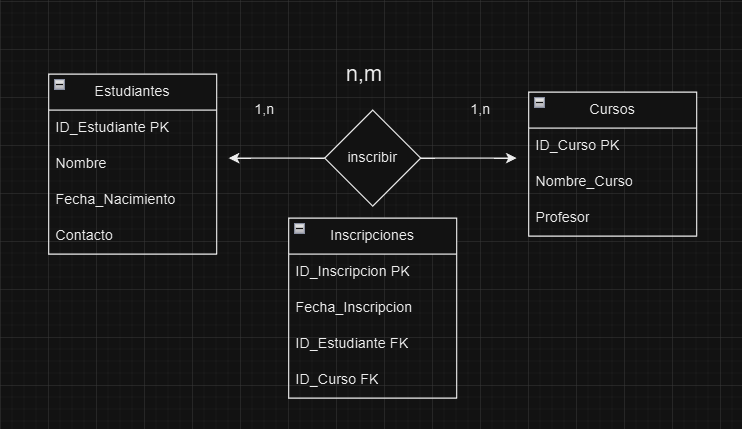 n,m
Estudiantes
ID_Estudiante PK
Nombre
Fecha_Nacimiento
Contacto
1,n
inscribir
1,n
Cursos
ID_Curso PK
Nombre_Curso
Profesor
Inscripciones
ID_Inscripcion PK
Fecha_Inscripcion
ID_Estudiante FK
ID_Curso FK